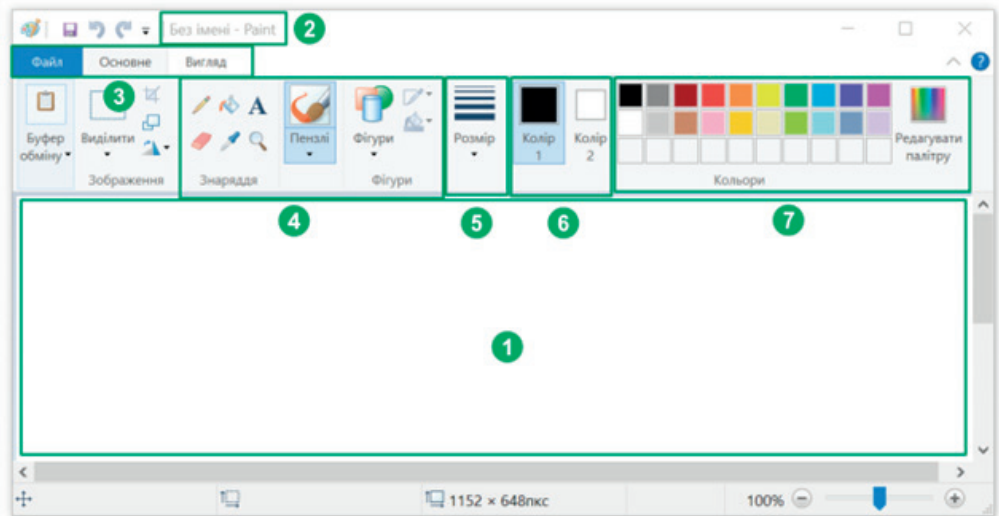 Без імені - Paint
2
Файл Основне Вигляд
?
3
A
Буфер
обміну
Виділити
Пензлі
Фігури
Розмір
Колір
1
Колір
2
Редагувати
палітру
Зображення
Знаряддя
Фігури
Кольори
4
5
6
7
1
1152 × 648пкс
100%